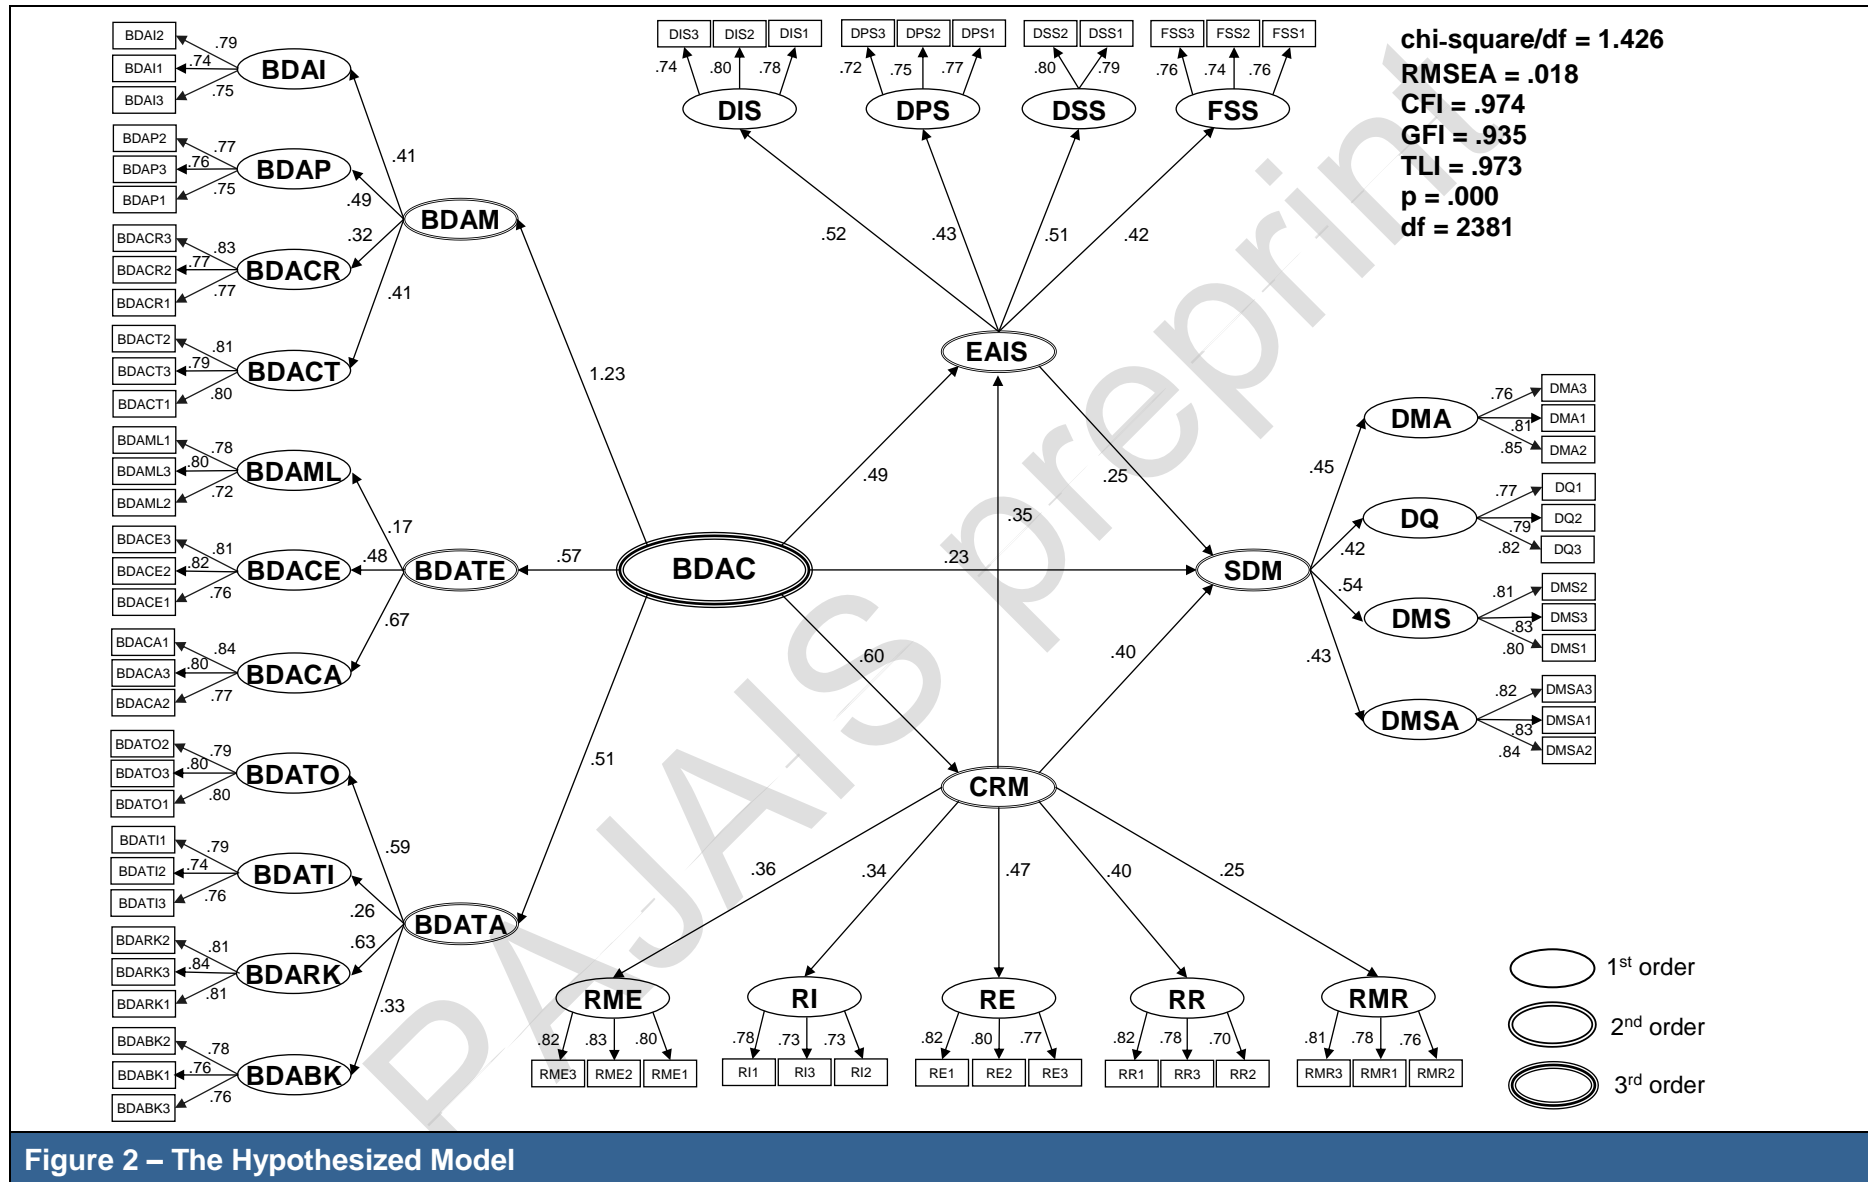 BDAI2
BDAI1
BDAI3
.79
.74
.75
BDAI
BDAP2
BDAP3
BDAP1
.77
.76
.75
BDAP
BDACR3
BDACR2
BDACR1
.83
.77
.77
BDACR
BDACT2
BDACT3
BDACT1
.81
.79
.80
BDACT
.41
.49
.32
.41
BDAM
BDAML1
BDAML3
BDAML2
.78
.80
.72
BDAML
BDACE3
BDACE2
BDACE1
.81
.82
.76
BDACE
BDACA1
BDACA3
BDACA2
.84
.80
.77
BDACA
.17
.48
.67
BDATE
BDATO2
BDATO3
BDATO1
.79
.80
.80
BDATO
BDATI1
BDATI2
BDATI3
.79
.74
.76
BDATI
BDARK2
BDARK3
BDARK1
.81
.84
.81
BDARK
BDABK2
BDABK1
BDABK3
.78
.76
.76
BDABK
.59
.26
.63
.33
BDATA
1.23
.57
.51
BDAC
DIS3 DIS2 DIS1
.74 .80 .78
DIS
DPS3 DPS2 DPS1
.72 .75 .77
DPS
DSS2 DSS1
.80 .79
DSS
FSS3 FSS2 FSS1
.76 .74 .76
FSS
.52 .43 .51 .42
EAIS
.49
.35
.25
.23
.60
.40
SDM
CRM
.45
.42
.54
.43
DMA
.76
.81
.85
DMA3
DMA1
DMA2
DQ
.77
.79
.82
DQ1
DQ2
DQ3
DMS
.81
.83
.80
DMS2
DMS3
DMS1
DMSA
.82
.83
.84
DMSA3
DMSA1
DMSA2
.36 .34 .47 .40 .25
RME
.82 .83 .80
RME3 RME2 RME1
RI
.78 .73 .73
RI1 RI3 RI2
RE
.82 .80 .77
RE1 RE2 RE3
RR
.82 .78 .70
RR1 RR3 RR2
RMR
.81 .78 .76
RMR3 RMR1 RMR2
chi-square/df = 1.426
RMSEA = .018
CFI = .974
GFI = .935
TLI = .973
p = .000
df = 2381
1st order
2nd order
3rd order
PAJAIS preprint
Figure 2 – The Hypothesized Model